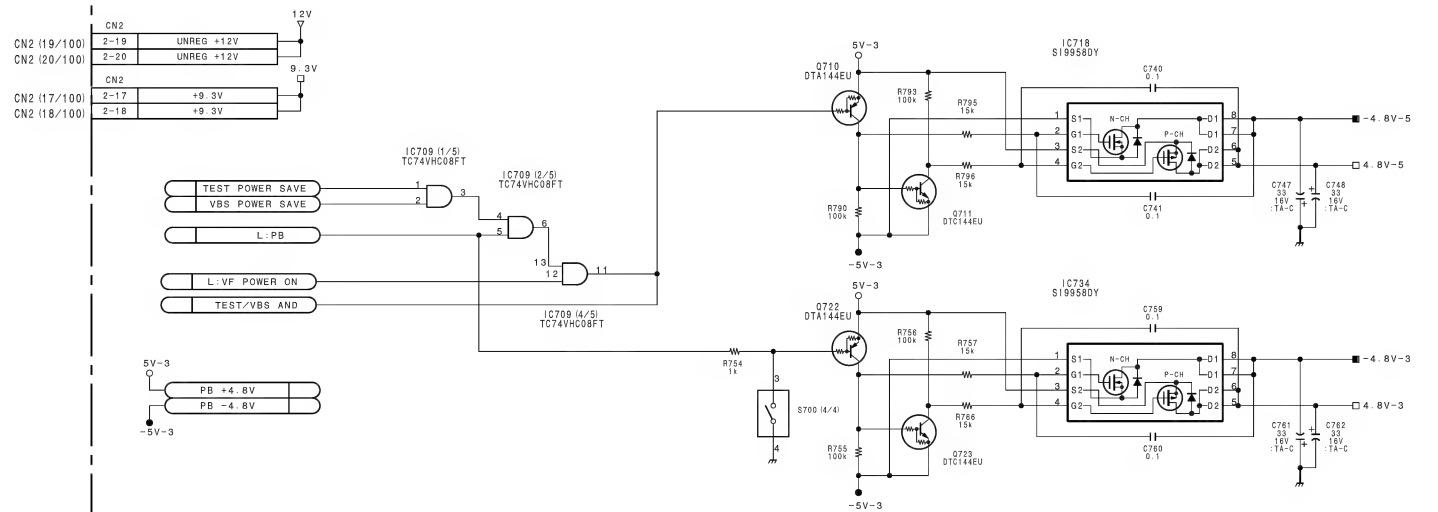 CN2
12V
CN2 (19/100) 2-19 UNREG +12V
CN2 (20/100) 2-20 UNREG +12V
CN2
9.3V
CN2 (17/100) 2-17 +9.3V
CN2 (18/100) 2-18 +9.3V
IC709 (1/5)
TC74VHC08FT
IC709 (2/5)
TC74VHC08FT
TEST POWER SAVE
VBS POWER SAVE
1
2
3
4
5
6
L:PB
13
12
11
L:VF POWER ON
TEST/VBS AND
IC709 (4/5)
TC74VHC08FT
5V-3
PB +4.8V
PB -4.8V
-5V-3
R754
1k
3
S700 (4/4)
4
5V-3
Q710
DTA144EU
R793
100k
R795
15k
R796
15k
R790
100k
Q711
DTC144EU
-5V-3
IC718
SI9958DY
C740
0.1
1 S1 N-CH D1 8
2 G1 D1 7
3 S2 P-CH D2 6
4 G2 D2 5
C741
0.1
-4.8V-5
4.8V-5
C747
33
16V
:TA-C
+
+
C748
33
16V
:TA-C
5V-3
Q722
DTA144EU
R756
100k
R757
15k
R766
15k
R755
100k
Q723
DTC144EU
-5V-3
IC734
SI9958DY
C759
0.1
1 S1 N-CH D1 8
2 G1 D1 7
3 S2 P-CH D2 6
4 G2 D2 5
C760
0.1
-4.8V-3
4.8V-3
C761
33
16V
:TA-C
+
+
C762
33
16V
:TA-C